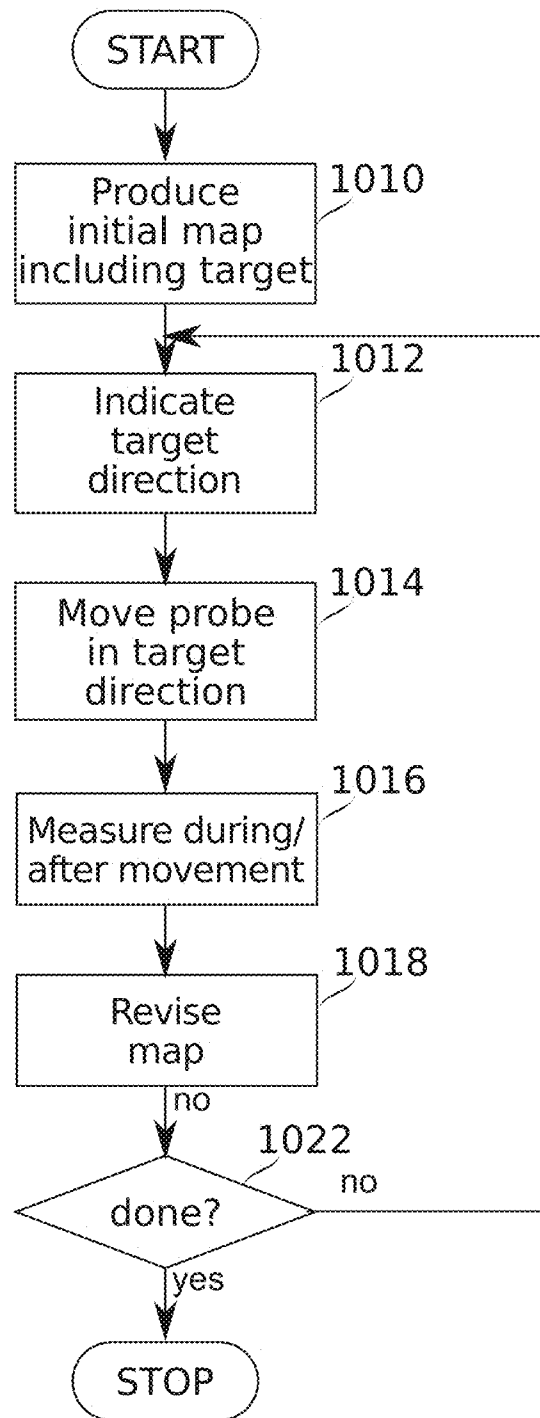 START
1010
Produce
initial map
including target
1012
Indicate
target
direction
1014
Move probe
in target
direction
1016
Measure during/
after movement
1018
Revise
map
no
1022
no
done?
yes
STOP